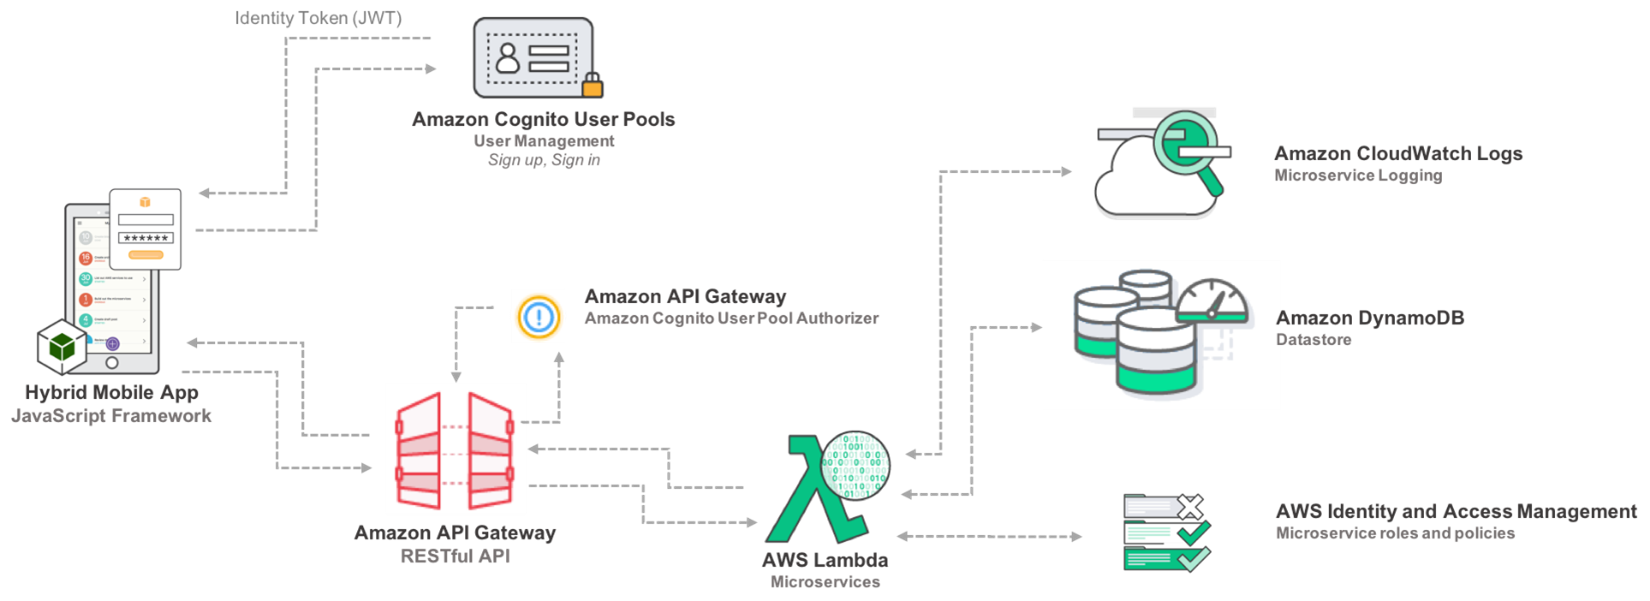 Identity Token (JWT)
Amazon Cognito User Pools
User Management
Sign up, Sign in
Amazon CloudWatch Logs
Microservice Logging
******
Hybrid Mobile App
JavaScript Framework
Amazon API Gateway
Amazon Cognito User Pool Authorizer
Amazon DynamoDB
Datastore
Amazon API Gateway
RESTful API
AWS Lambda
Microservices
AWS Identity and Access Management
Microservice roles and policies